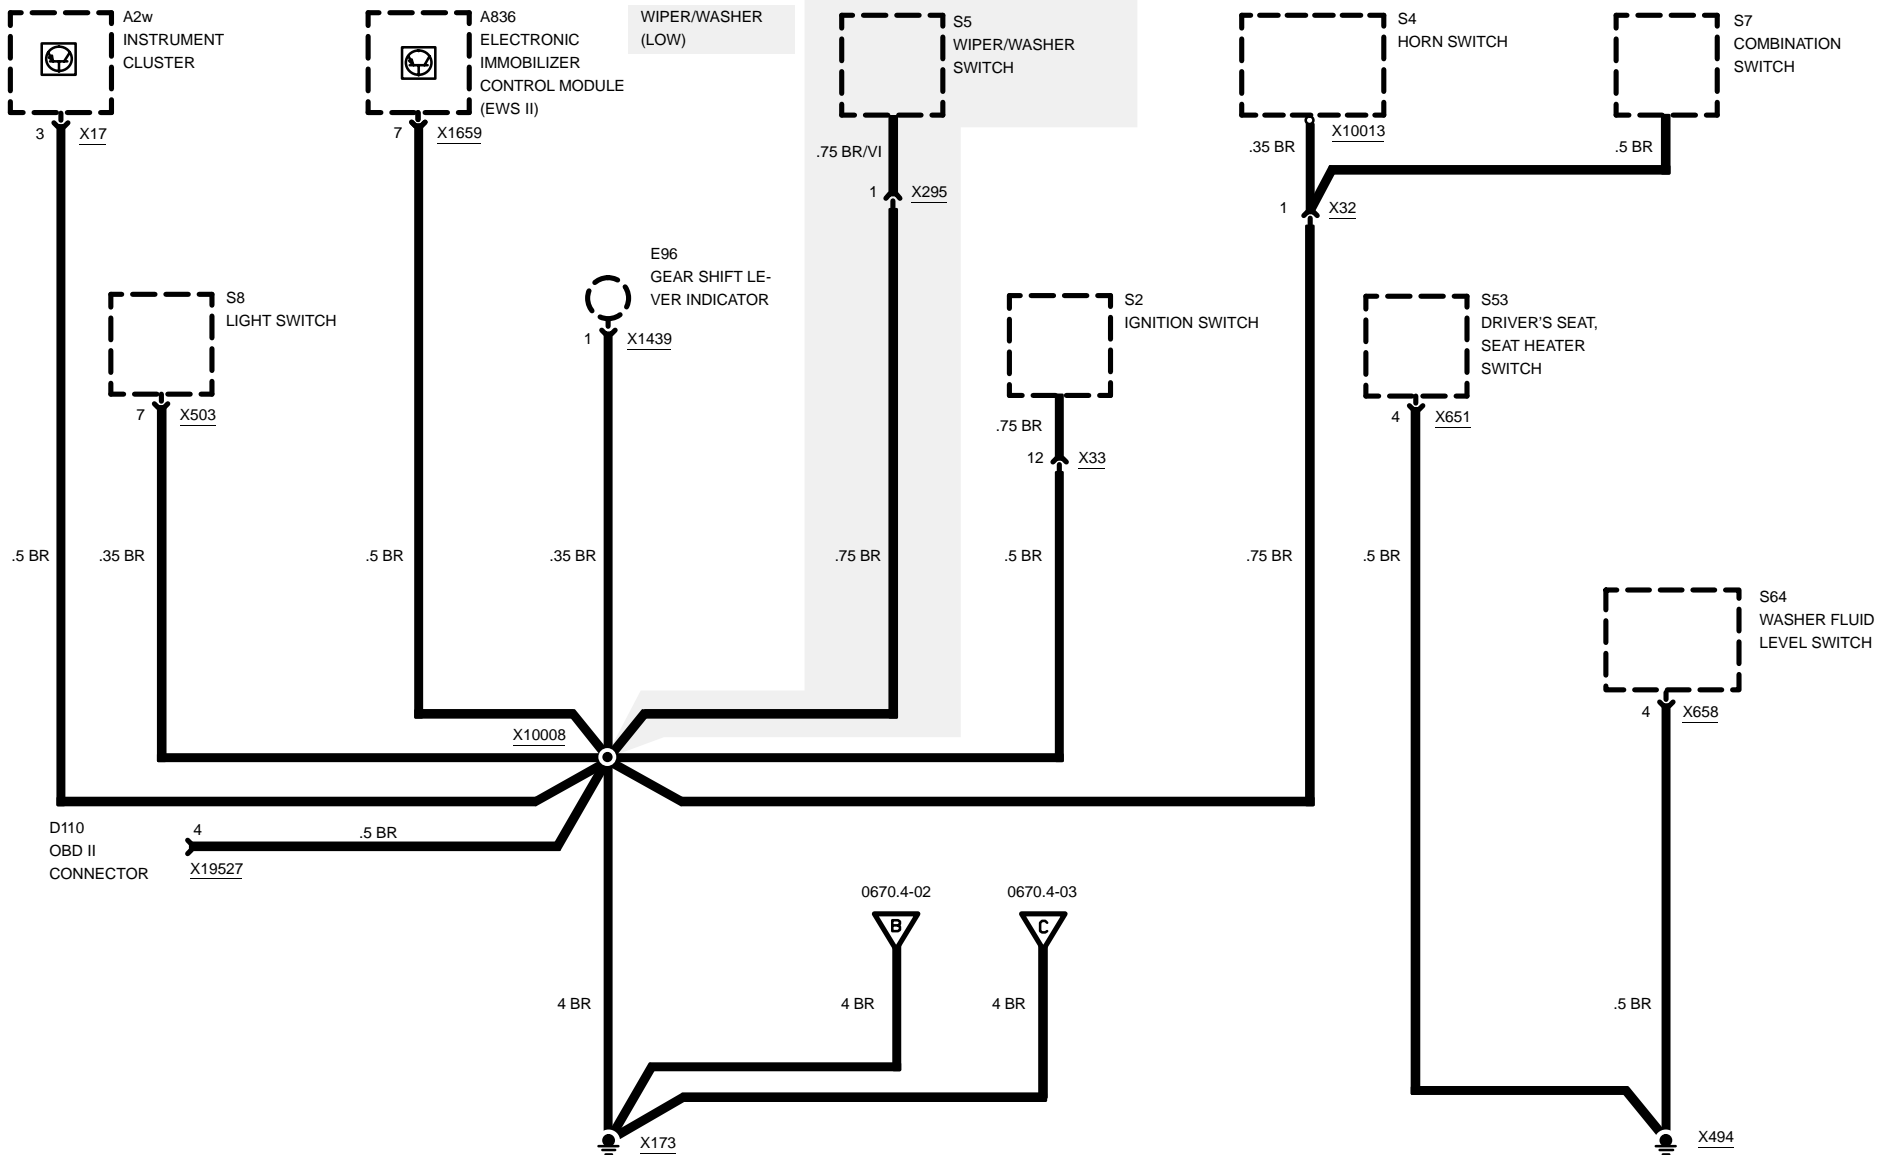 A2w
INSTRUMENT
CLUSTER
3
X17
A836
ELECTRONIC
IMMOBILIZER
CONTROL MODULE
(EWS II)
7
X1659
WIPER/WASHER
(LOW)
S5
WIPER/WASHER
SWITCH
.75 BR/VI
1
X295
S4
HORN SWITCH
X10013
.35 BR
S7
COMBINATION
SWITCH
.5 BR
1
X32
S8
LIGHT SWITCH
7
X503
E96
GEAR SHIFT LE-
VER INDICATOR
1
X1439
S2
IGNITION SWITCH
.75 BR
12
X33
S53
DRIVER’S SEAT,
SEAT HEATER
SWITCH
4
X651
.5 BR
.35 BR
.5 BR
.35 BR
.75 BR
.5 BR
.75 BR
.5 BR
S64
WASHER FLUID
LEVEL SWITCH
4
X658
X10008
D110
OBD II
CONNECTOR
4
.5 BR
X19527
0670.4-02
B
0670.4-03
C
4 BR
4 BR
4 BR
.5 BR
X173
X494